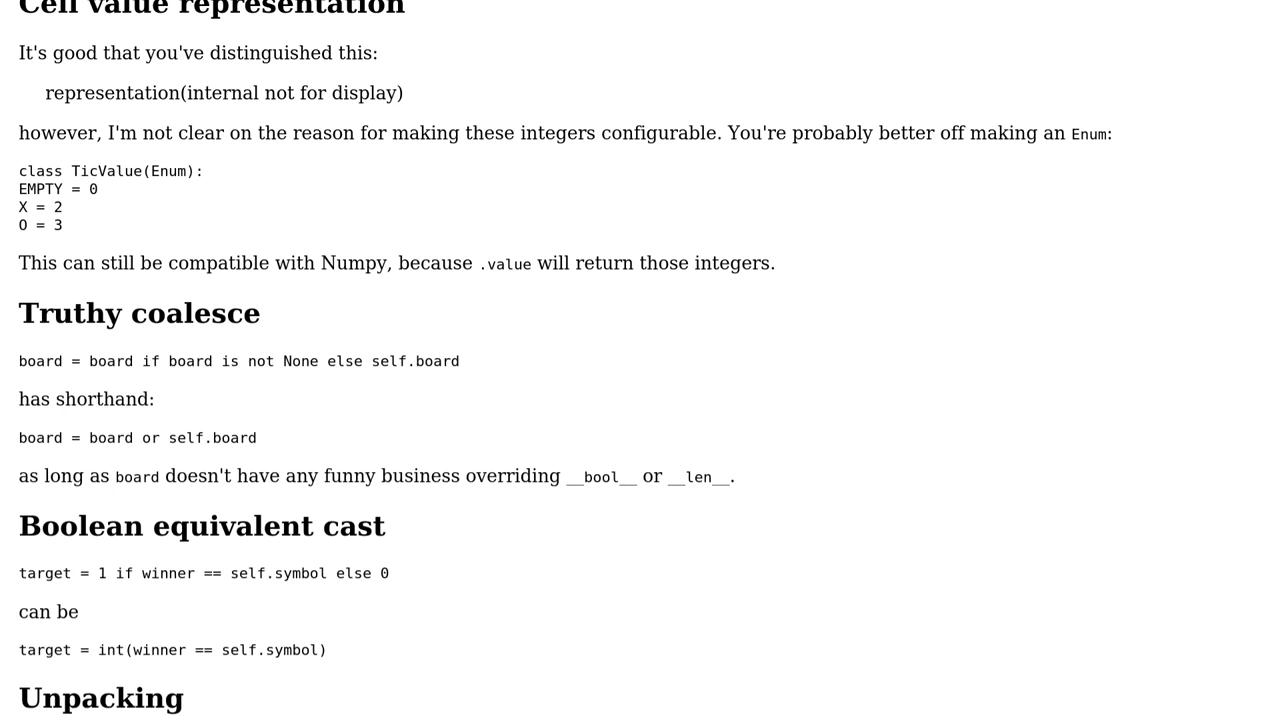 Cell value representation
It's good that you've distinguished this:
representation(internal not for display)
however, I'm not clear on the reason for making these integers configurable. You're probably better off making an Enum:
class TicValue(Enum):
EMPTY = 0
X = 2
O = 3
This can still be compatible with Numpy, because .value will return those integers.
Truthy coalesce
board = board if board is not None else self.board
has shorthand:
board = board or self.board
as long as board doesn't have any funny business overriding __bool__ or __len__.
Boolean equivalent cast
target = 1 if winner == self.symbol else 0
can be
target = int(winner == self.symbol)
Unpacking